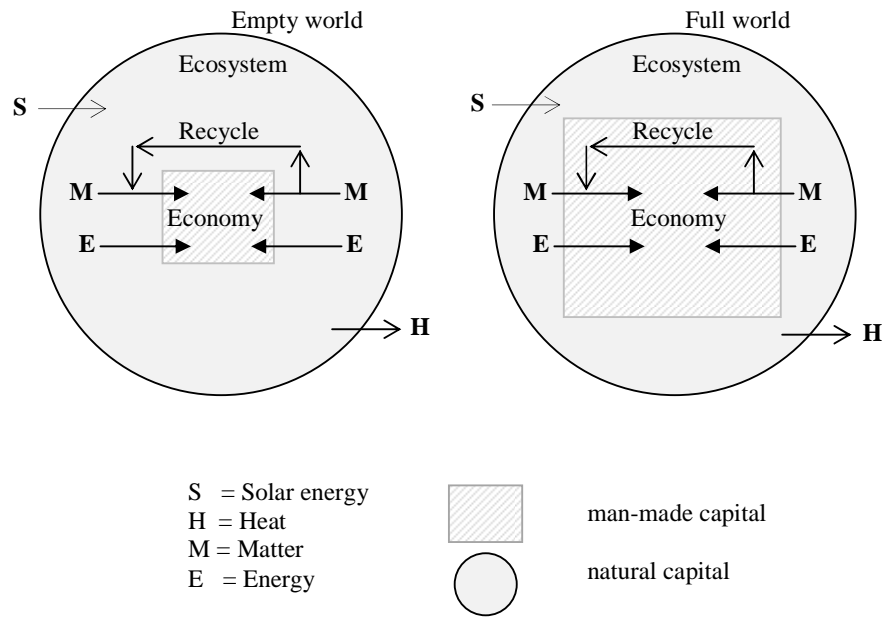 Empty world
Full world
Ecosystem
Ecosystem
S
S
Recycle
Recycle
M
M
M
M
Economy
Economy
E
E
E
E
H
H
S = Solar energy
H = Heat
M = Matter
E = Energy
man-made capital
natural capital